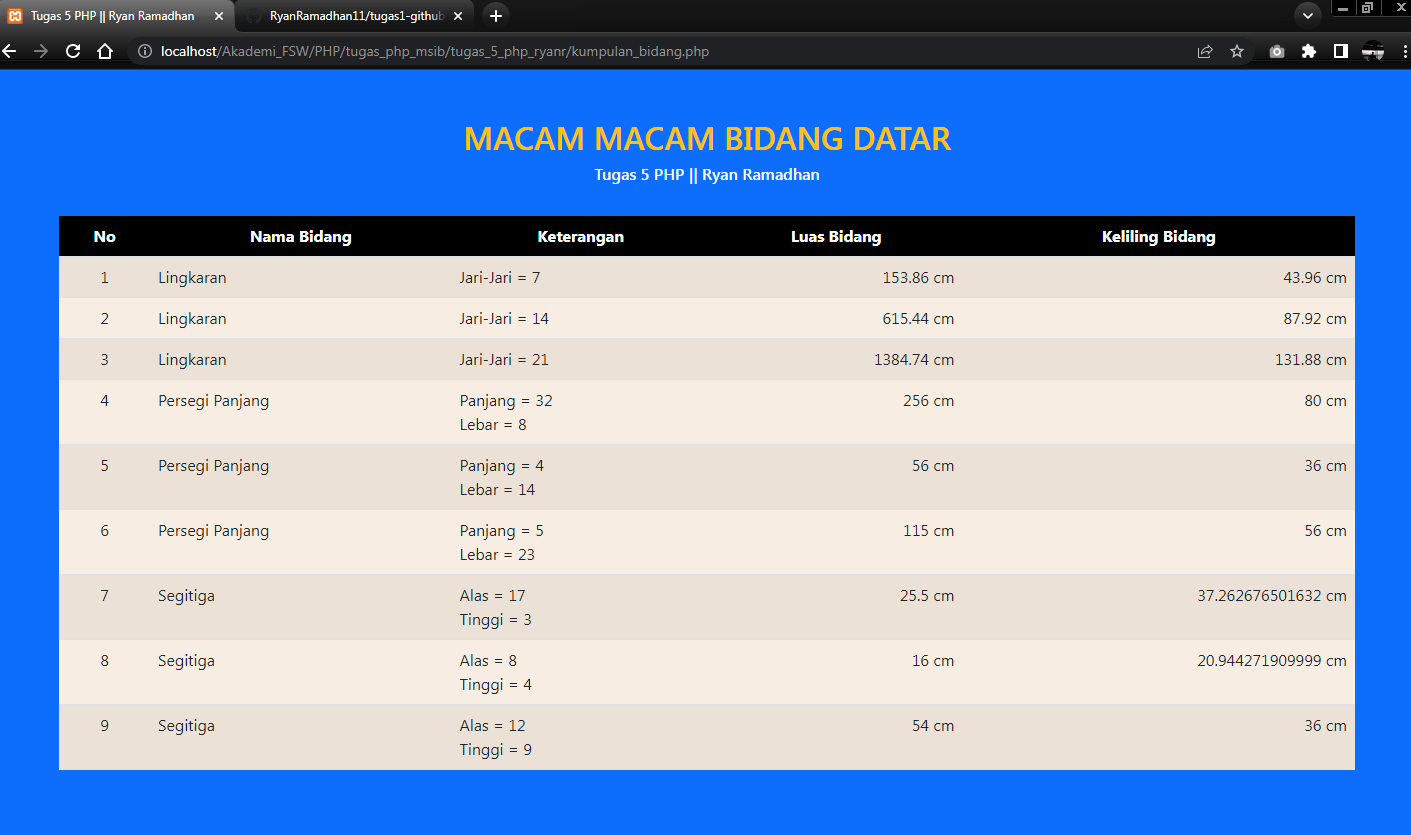 Tugas 5 PHP || Ryan Ramadhan
RyanRamadhan11/tugas1-github
localhost/Akademi_FSW/PHP/tugas_php_msib/tugas_5_php_ryanr/kumpulan_bidang.php
MACAM MACAM BIDANG DATAR
Tugas 5 PHP || Ryan Ramadhan
No Nama Bidang Keterangan Luas Bidang Keliling Bidang
1 Lingkaran Jari-Jari = 7 153.86 cm 43.96 cm
2 Lingkaran Jari-Jari = 14 615.44 cm 87.92 cm
3 Lingkaran Jari-Jari = 21 1384.74 cm 131.88 cm
4 Persegi Panjang Panjang = 32 256 cm 80 cm
Lebar = 8
5 Persegi Panjang Panjang = 4 56 cm 36 cm
Lebar = 14
6 Persegi Panjang Panjang = 5 115 cm 56 cm
Lebar = 23
7 Segitiga Alas = 17 25.5 cm 37.262676501632 cm
Tinggi = 3
8 Segitiga Alas = 8 16 cm 20.944271909999 cm
Tinggi = 4
9 Segitiga Alas = 12 54 cm 36 cm
Tinggi = 9